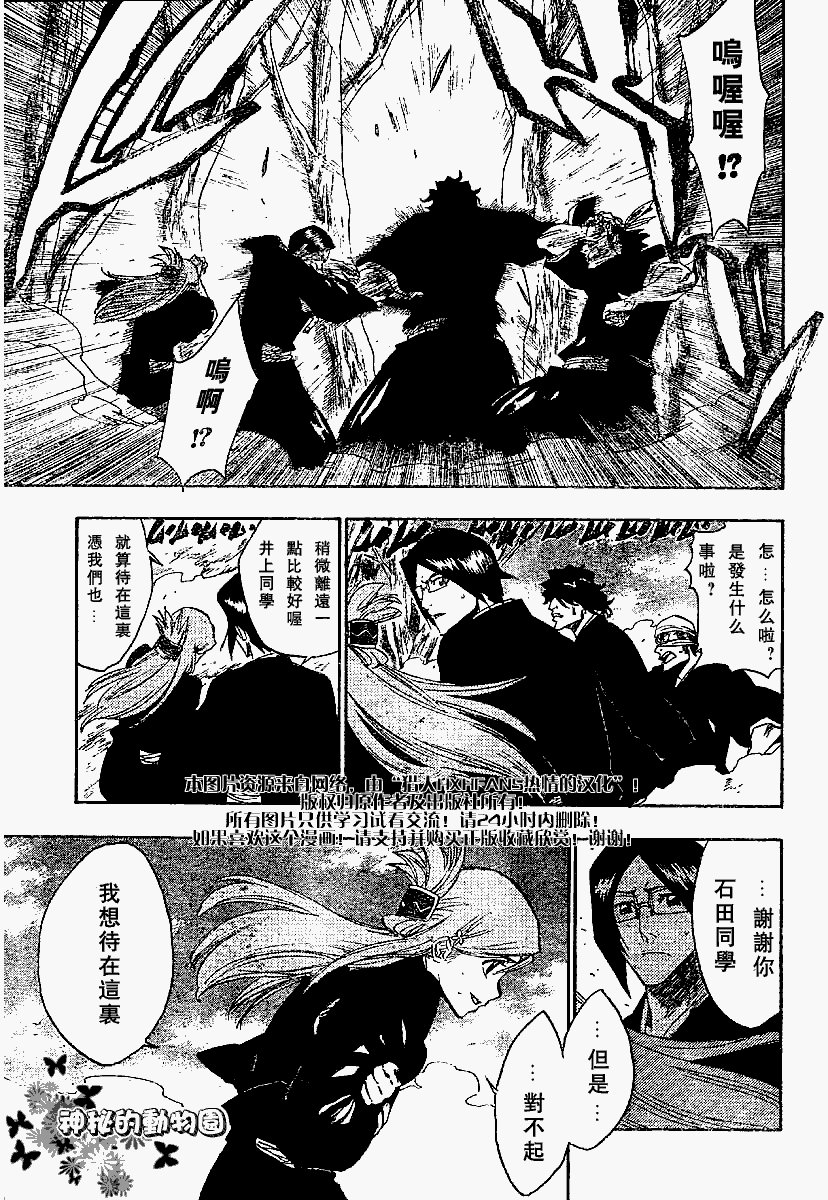 嗚喔喔
!?
嗚啊
!?
怎…怎么啦?
是發生什么
事啦?
稍微離遠一
點比較好喔
井上同學
就算待在這裏
憑我們也…
本图片资源来自网络，由“猎人HXHFANS热情的汉化”!
版权归原作者及出版社所有!
所有图片只供学习试看交流! 请24小时内删除!
如果喜欢这个漫画! 请支持并购买正版收藏欣赏! 谢谢!
…謝謝你
石田同學
…但是…
…對不起
我想待在這裏
神秘的動物園